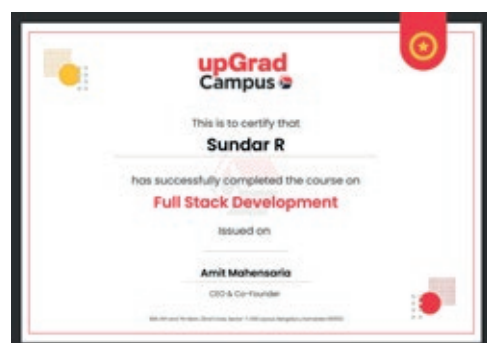 upGrad
Campus
This is to certify that
Sundar R
has successfully completed the course on
Full Stack Development
Issued on
Amit Mahensaria
CEO & Co-Founder